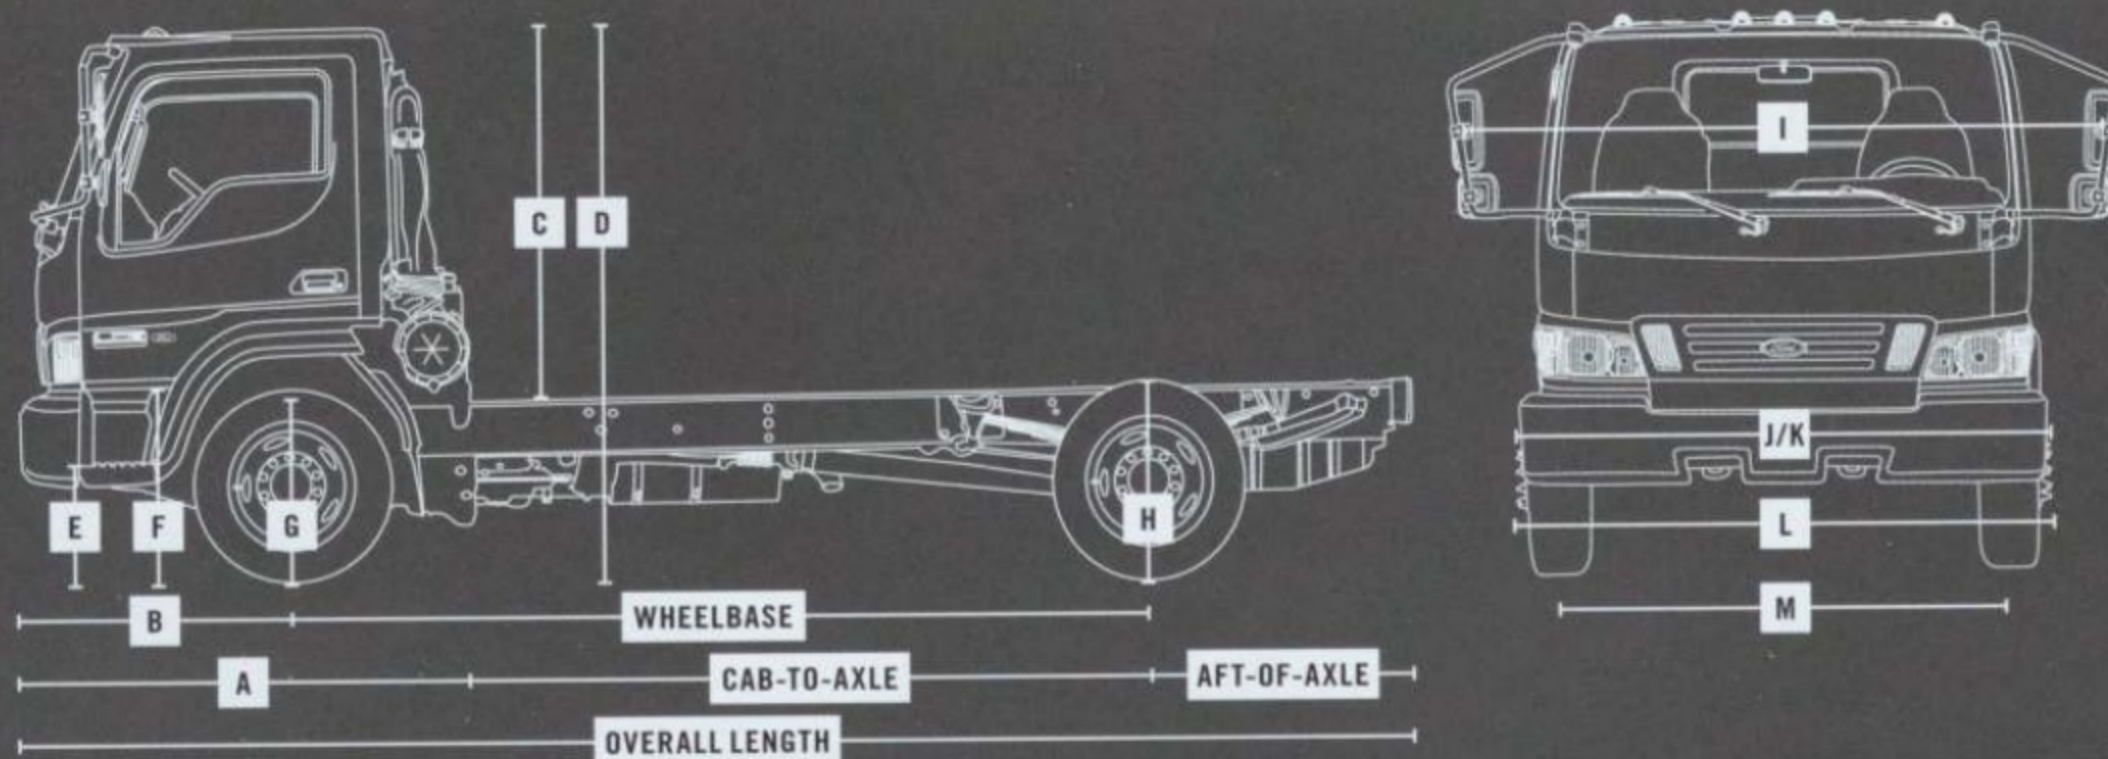 C
D
I
J/K
E
F
G
H
L
B
WHEELBASE
M
A
CAB-TO-AXLE
AFT-OF-AXLE
OVERALL LENGTH